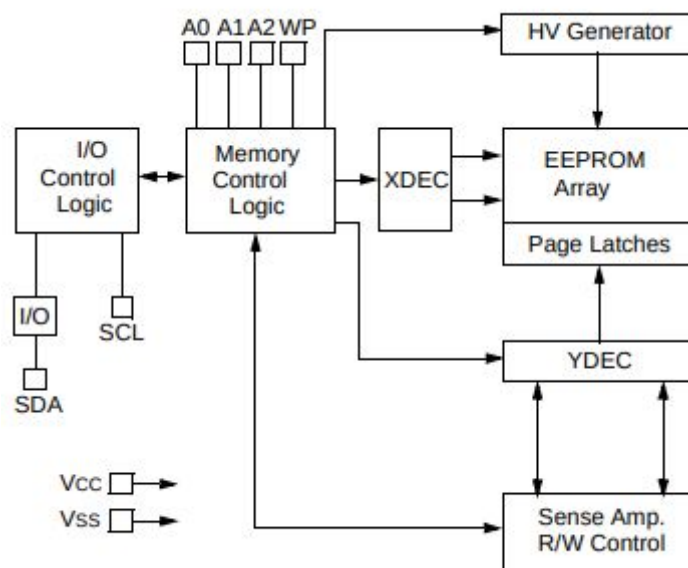 A0 A1 A2 WP
HV Generator
I/O
Control
Logic
Memory
Control
Logic
XDEC
EEPROM
Array
Page Latches
I/O
SCL
SDA
YDEC
VCC
VSS
Sense Amp.
R/W Control